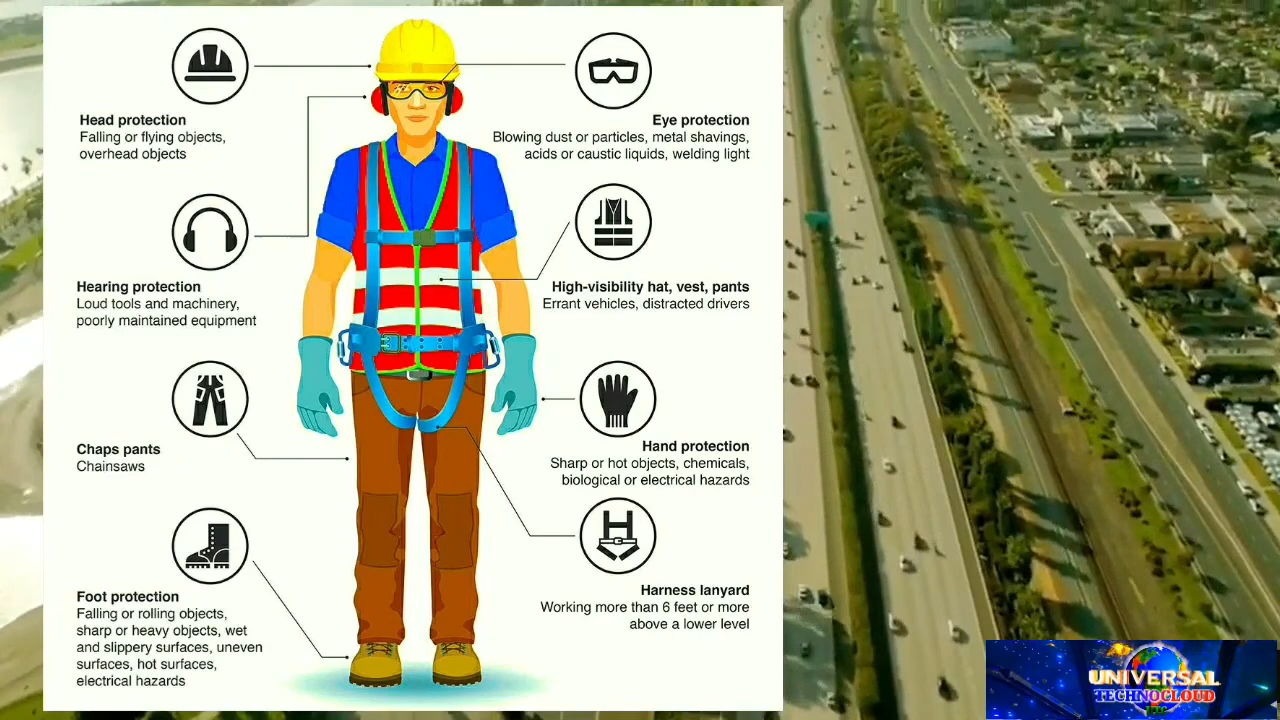 Head protection
Falling or flying objects,
overhead objects
Eye protection
Blowing dust or particles, metal shavings,
acids or caustic liquids, welding light
Hearing protection
Loud tools and machinery,
poorly maintained equipment
High-visibility hat, vest, pants
Errant vehicles, distracted drivers
Chaps pants
Chainsaws
Hand protection
Sharp or hot objects, chemicals,
biological or electrical hazards
Foot protection
Falling or rolling objects,
sharp or heavy objects, wet
and slippery surfaces, uneven
surfaces, hot surfaces,
electrical hazards
Harness lanyard
Working more than 6 feet or more
above a lower level
UNIVERSAL
TECHNOCLOUD